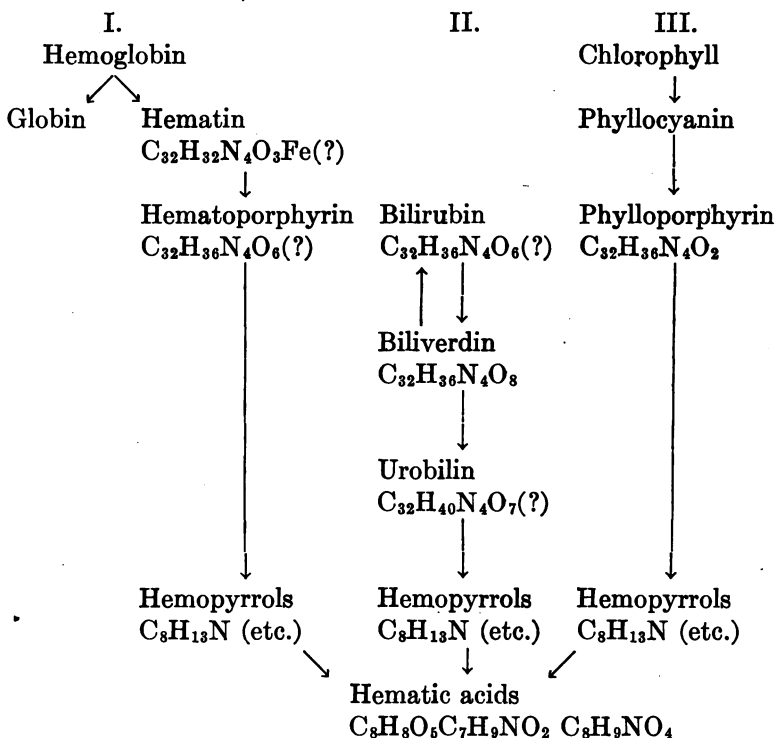 I. II. III.
Hemoglobin Chlorophyll
Globin Hematin Phyllocyanin
C₃₂H₃₂N₄O₃Fe(?)
Hematoporphyrin Bilirubin Phylloporphyrin
C₃₂H₃₆N₄O₆(?) C₃₂H₃₆N₄O₆(?) C₃₂H₃₆N₄O₂
Biliverdin
C₃₂H₃₆N₄O₈
Urobilin
C₃₂H₄₀N₄O₇(?)
Hemopyrrols Hemopyrrols Hemopyrrols
C₈H₁₃N (etc.) C₈H₁₃N (etc.) C₈H₁₃N (etc.)
Hematic acids
C₈H₈O₅C₇H₉NO₂ C₈H₉NO₄